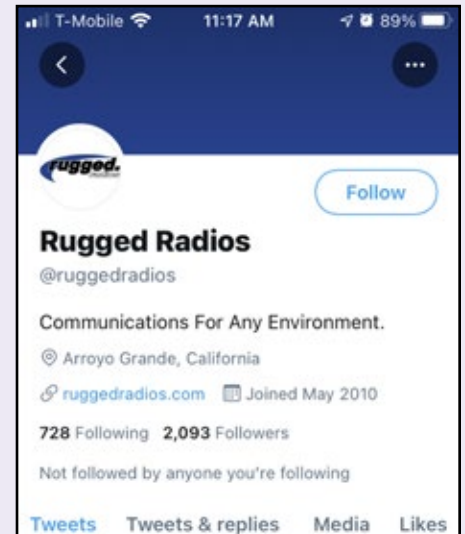 T-Mobile 11:17 AM 89%
rugged.
Follow
Rugged Radios
@ruggedradios
Communications For Any Environment.
Arroyo Grande, California
ruggedradios.com Joined May 2010
728 Following 2,093 Followers
Not followed by anyone you're following
Tweets Tweets & replies Media Likes